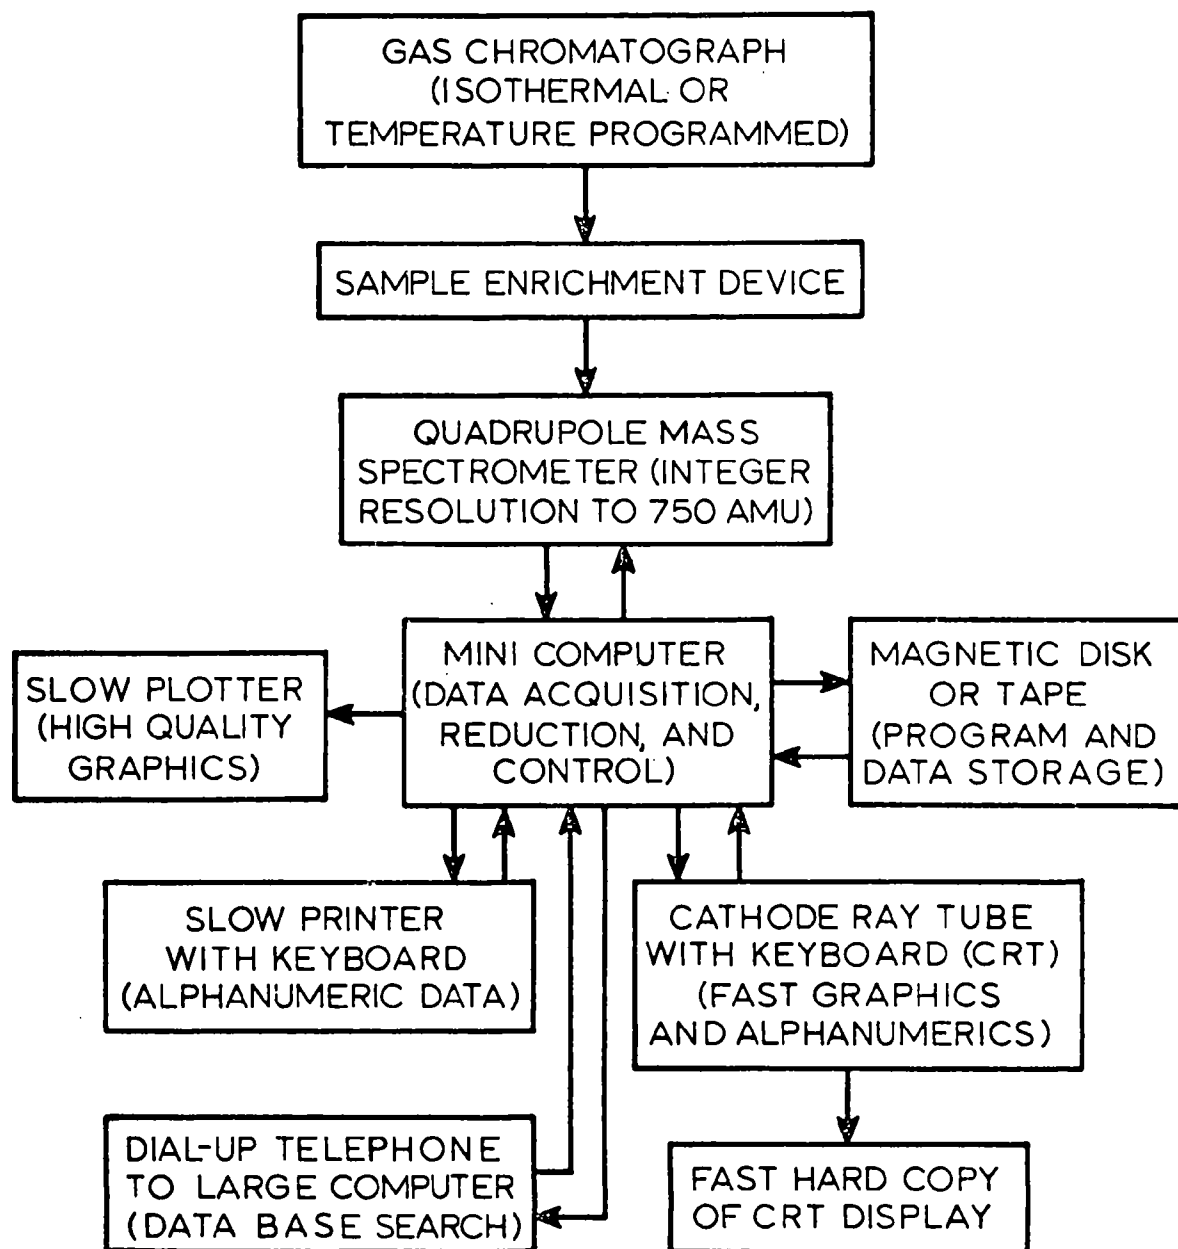 GAS CHROMATOGRAPH
(ISOTHERMAL OR
TEMPERATURE PROGRAMMED)
SAMPLE ENRICHMENT DEVICE
QUADRUPOLE MASS
SPECTROMETER (INTEGER
RESOLUTION TO 750 AMU)
MINI COMPUTER
(DATA ACQUISITION,
REDUCTION, AND
CONTROL)
SLOW PLOTTER
(HIGH QUALITY
GRAPHICS)
MAGNETIC DISK
OR TAPE
(PROGRAM AND
DATA STORAGE)
SLOW PRINTER
WITH KEYBOARD
(ALPHANUMERIC DATA)
CATHODE RAY TUBE
WITH KEYBOARD (CRT)
(FAST GRAPHICS
AND ALPHANUMERICS)
DIAL-UP TELEPHONE
TO LARGE COMPUTER
(DATA BASE SEARCH)
FAST HARD COPY
OF CRT DISPLAY